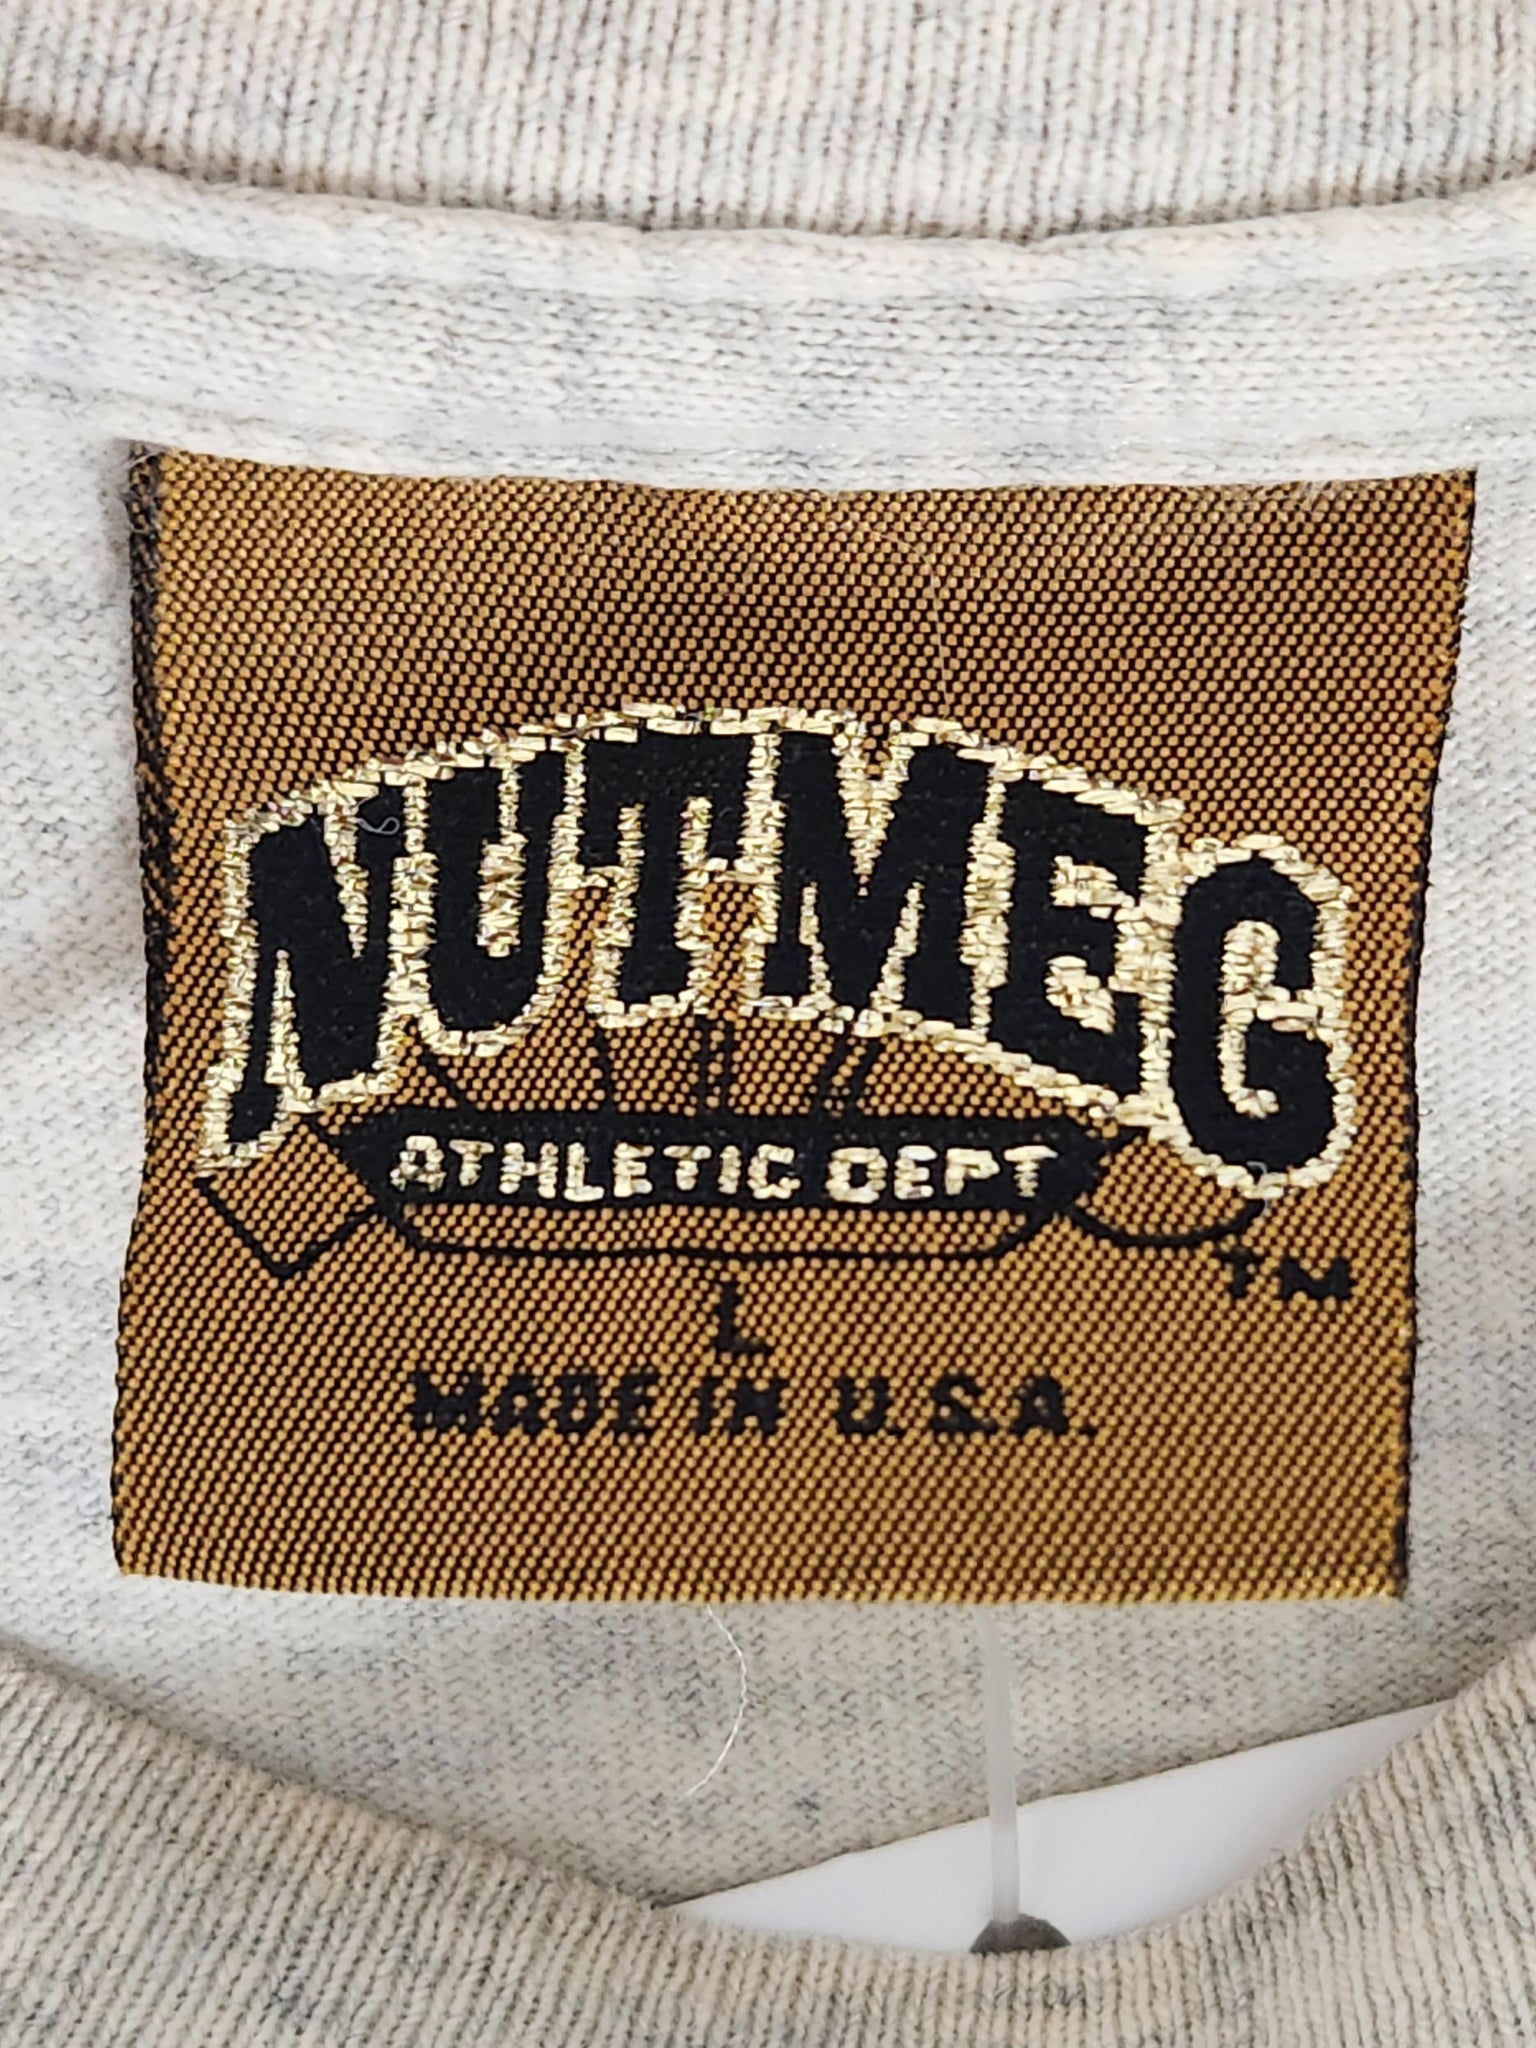 NUTMEG
ATHLETIC DEPT
TM
L
MADE IN U.S.A.